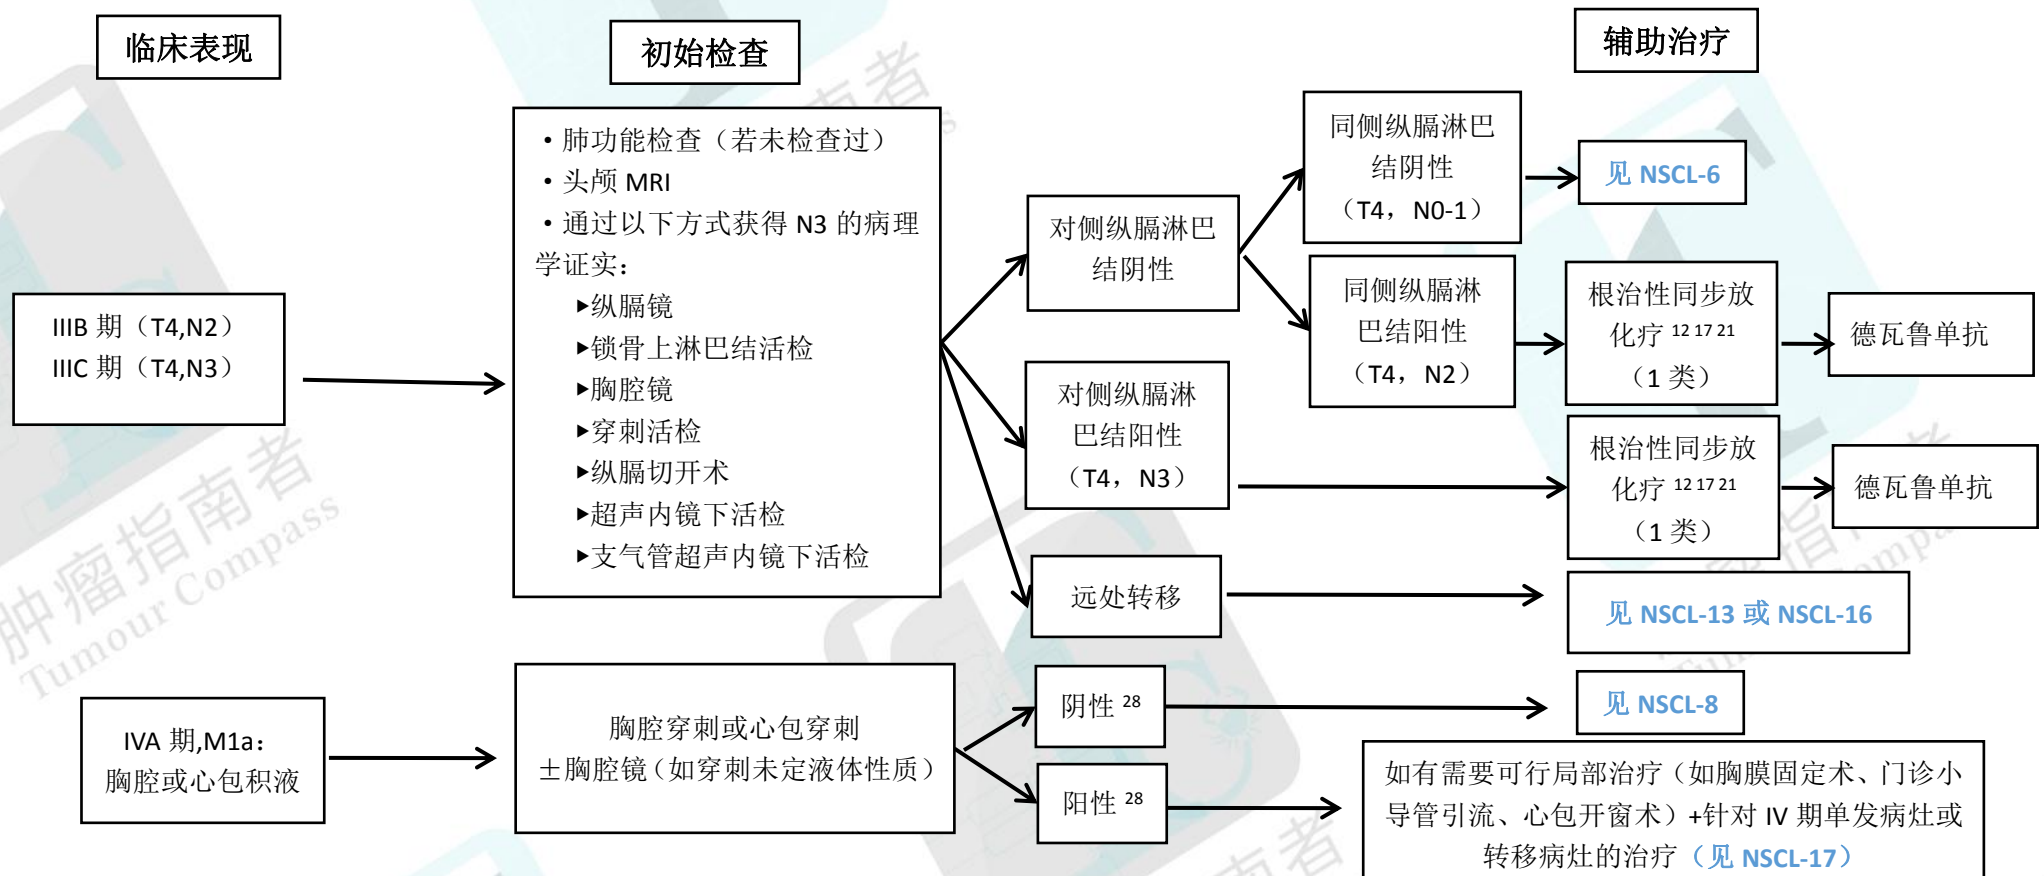 临床表现
初始检查
辅助治疗
IIIB 期（T4,N2）
IIIC 期（T4,N3）
・肺功能检查（若未检查过）
・头颅 MRI
・通过以下方式获得 N3 的病理
学证实：
▶纵膈镜
▶锁骨上淋巴结活检
▶胸腔镜
▶穿刺活检
▶纵膈切开术
▶超声内镜下活检
▶支气管超声内镜下活检
对侧纵膈淋巴
结阴性
同侧纵膈淋巴
结阴性
（T4，N0-1）
见 NSCL-6
同侧纵膈淋
巴结阳性
（T4，N2）
根治性同步放
化疗 12 17 21
（1 类）
德瓦鲁单抗
对侧纵膈淋
巴结阳性
（T4，N3）
根治性同步放
化疗 12 17 21
（1 类）
德瓦鲁单抗
远处转移
见 NSCL-13 或 NSCL-16
IVA 期,M1a：
胸腔或心包积液
胸腔穿刺或心包穿刺
±胸腔镜（如穿刺未定液体性质）
阴性 28
见 NSCL-8
阳性 28
如有需要可行局部治疗（如胸膜固定术、门诊小
导管引流、心包开窗术）+针对 IV 期单发病灶或
转移病灶的治疗（见 NSCL-17）
肿瘤指南者
Tumour Compass